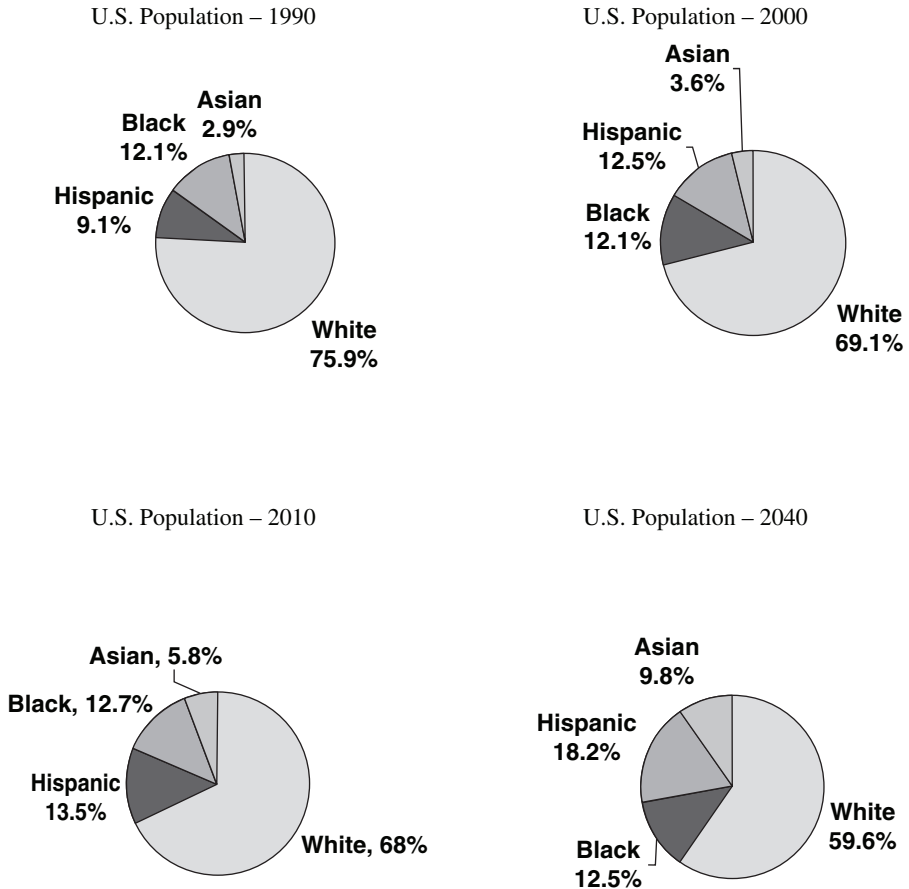 U.S. Population – 1990
Asian
2.9%
Black
12.1%
Hispanic
9.1%
White
75.9%
U.S. Population – 2000
Asian
3.6%
Hispanic
12.5%
Black
12.1%
White
69.1%
U.S. Population – 2010
Asian, 5.8%
Black, 12.7%
Hispanic
13.5%
White, 68%
U.S. Population – 2040
Asian
9.8%
Hispanic
18.2%
White
59.6%
Black
12.5%